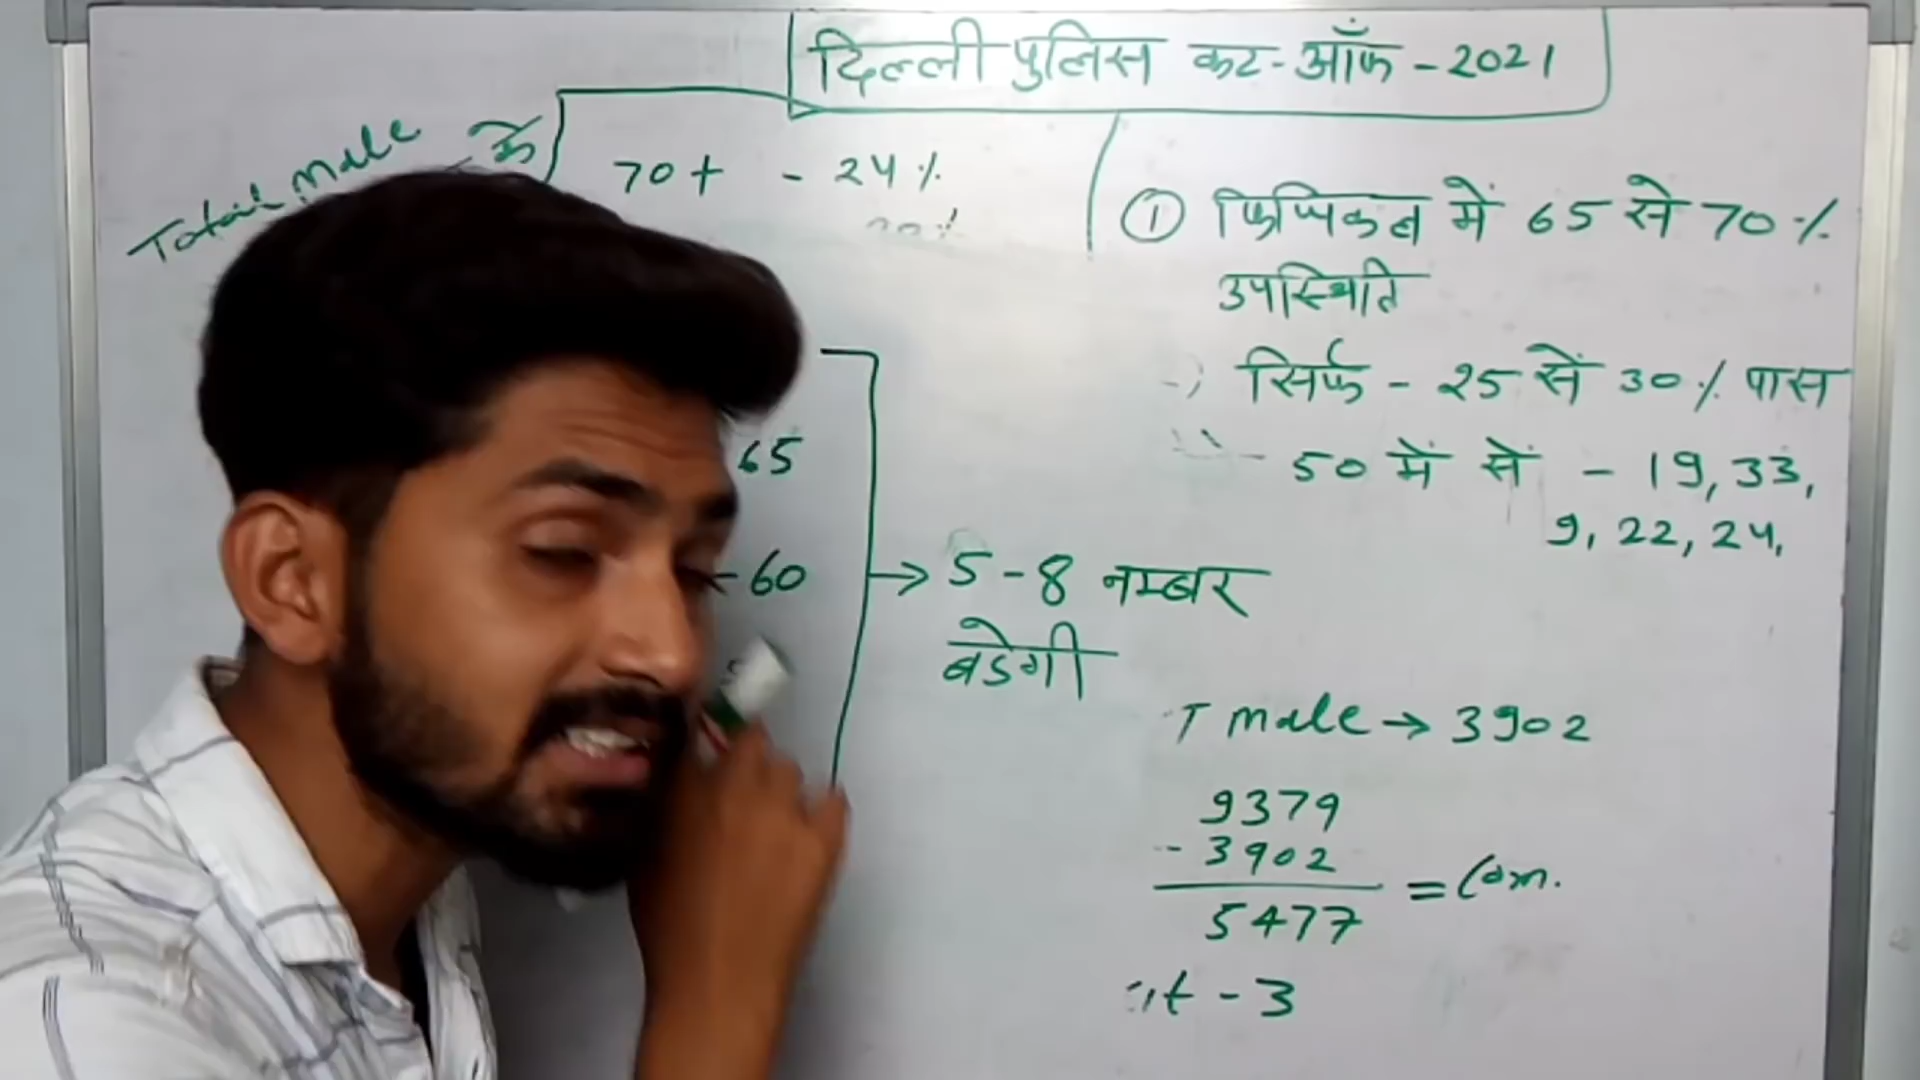 दिल्ली पुलिस कट-ऑफ - 2021
Total Male के
70+ - 24%
65
60
→ 5-8 नम्बर
बडेगी
① फिजिकल में 65 से 70%
उपस्थिति
सिर्फ - 25 सें 30% पास
50 में सें - 19, 33,
9, 22, 24,
T male → 3902
9379
- 3902
5477 = Com.
- 3